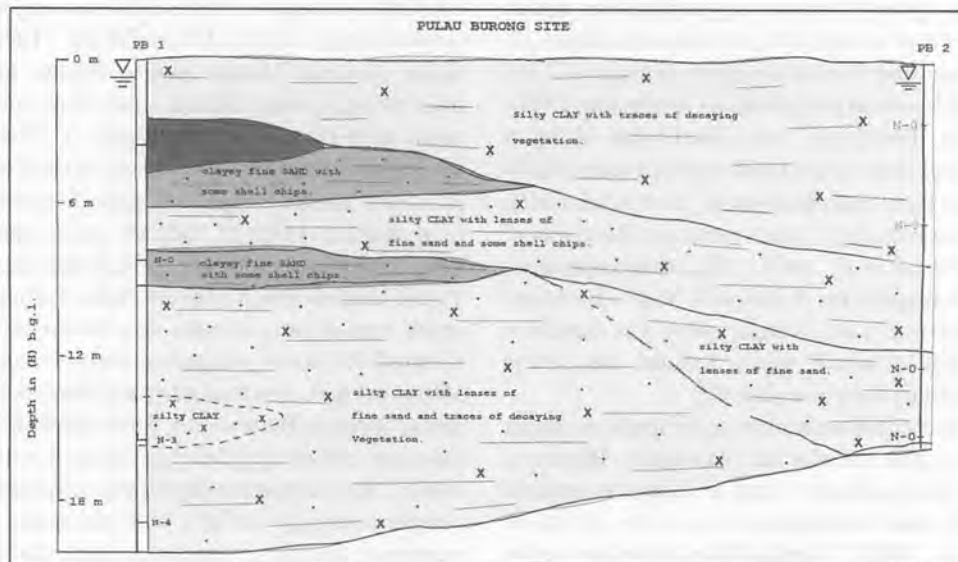 PULAU BURONG SITE
PB 1
PB 2
0 m
6 m
12 m
18 m
Depth in (M) b.g.l.
Silty CLAY with traces of decaying
vegetation.
N-0
clayey fine SAND with
some shell chips.
silty CLAY with lenses of
fine sand and some shell chips.
N-0
clayey fine SAND
with some shell chips.
silty CLAY with
lenses of fine sand.
N-0
silty CLAY with lenses of
fine sand and traces of decaying
Vegetation.
silty CLAY
N-3
N-0
N-4